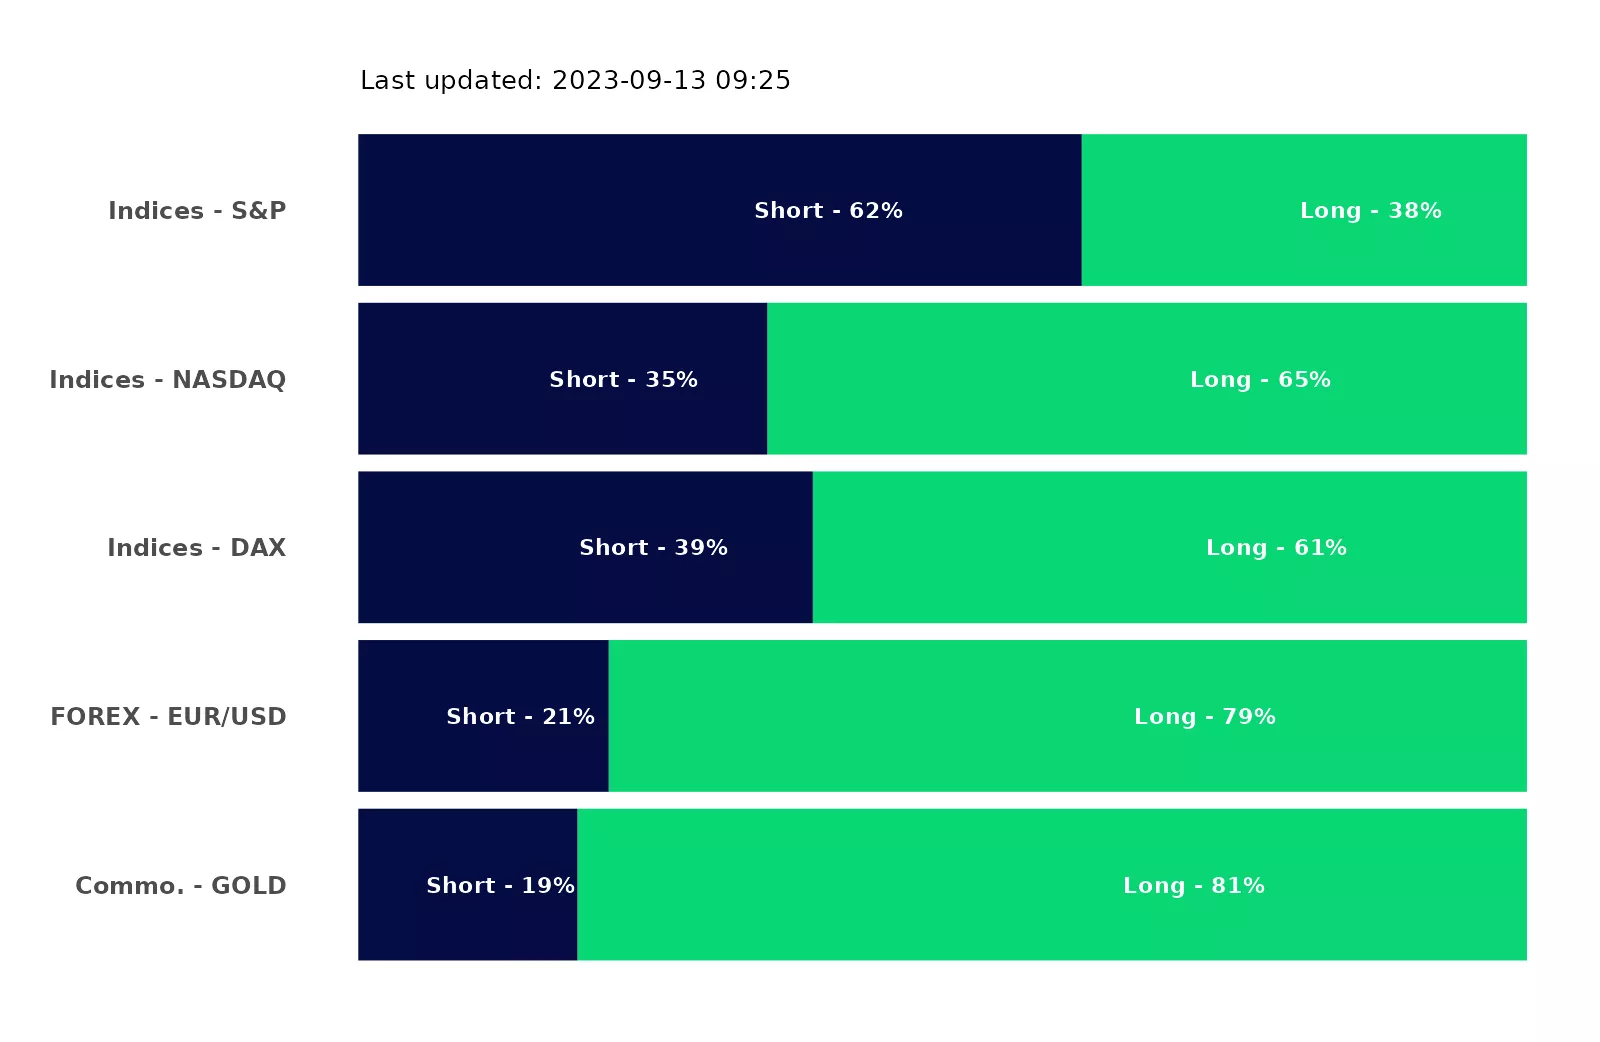 Last updated: 2023-09-13 09:25
Indices - S&P Short - 62% Long - 38%
Indices - NASDAQ Short - 35% Long - 65%
Indices - DAX Short - 39% Long - 61%
FOREX - EUR/USD Short - 21% Long - 79%
Commo. - GOLD Short - 19% Long - 81%